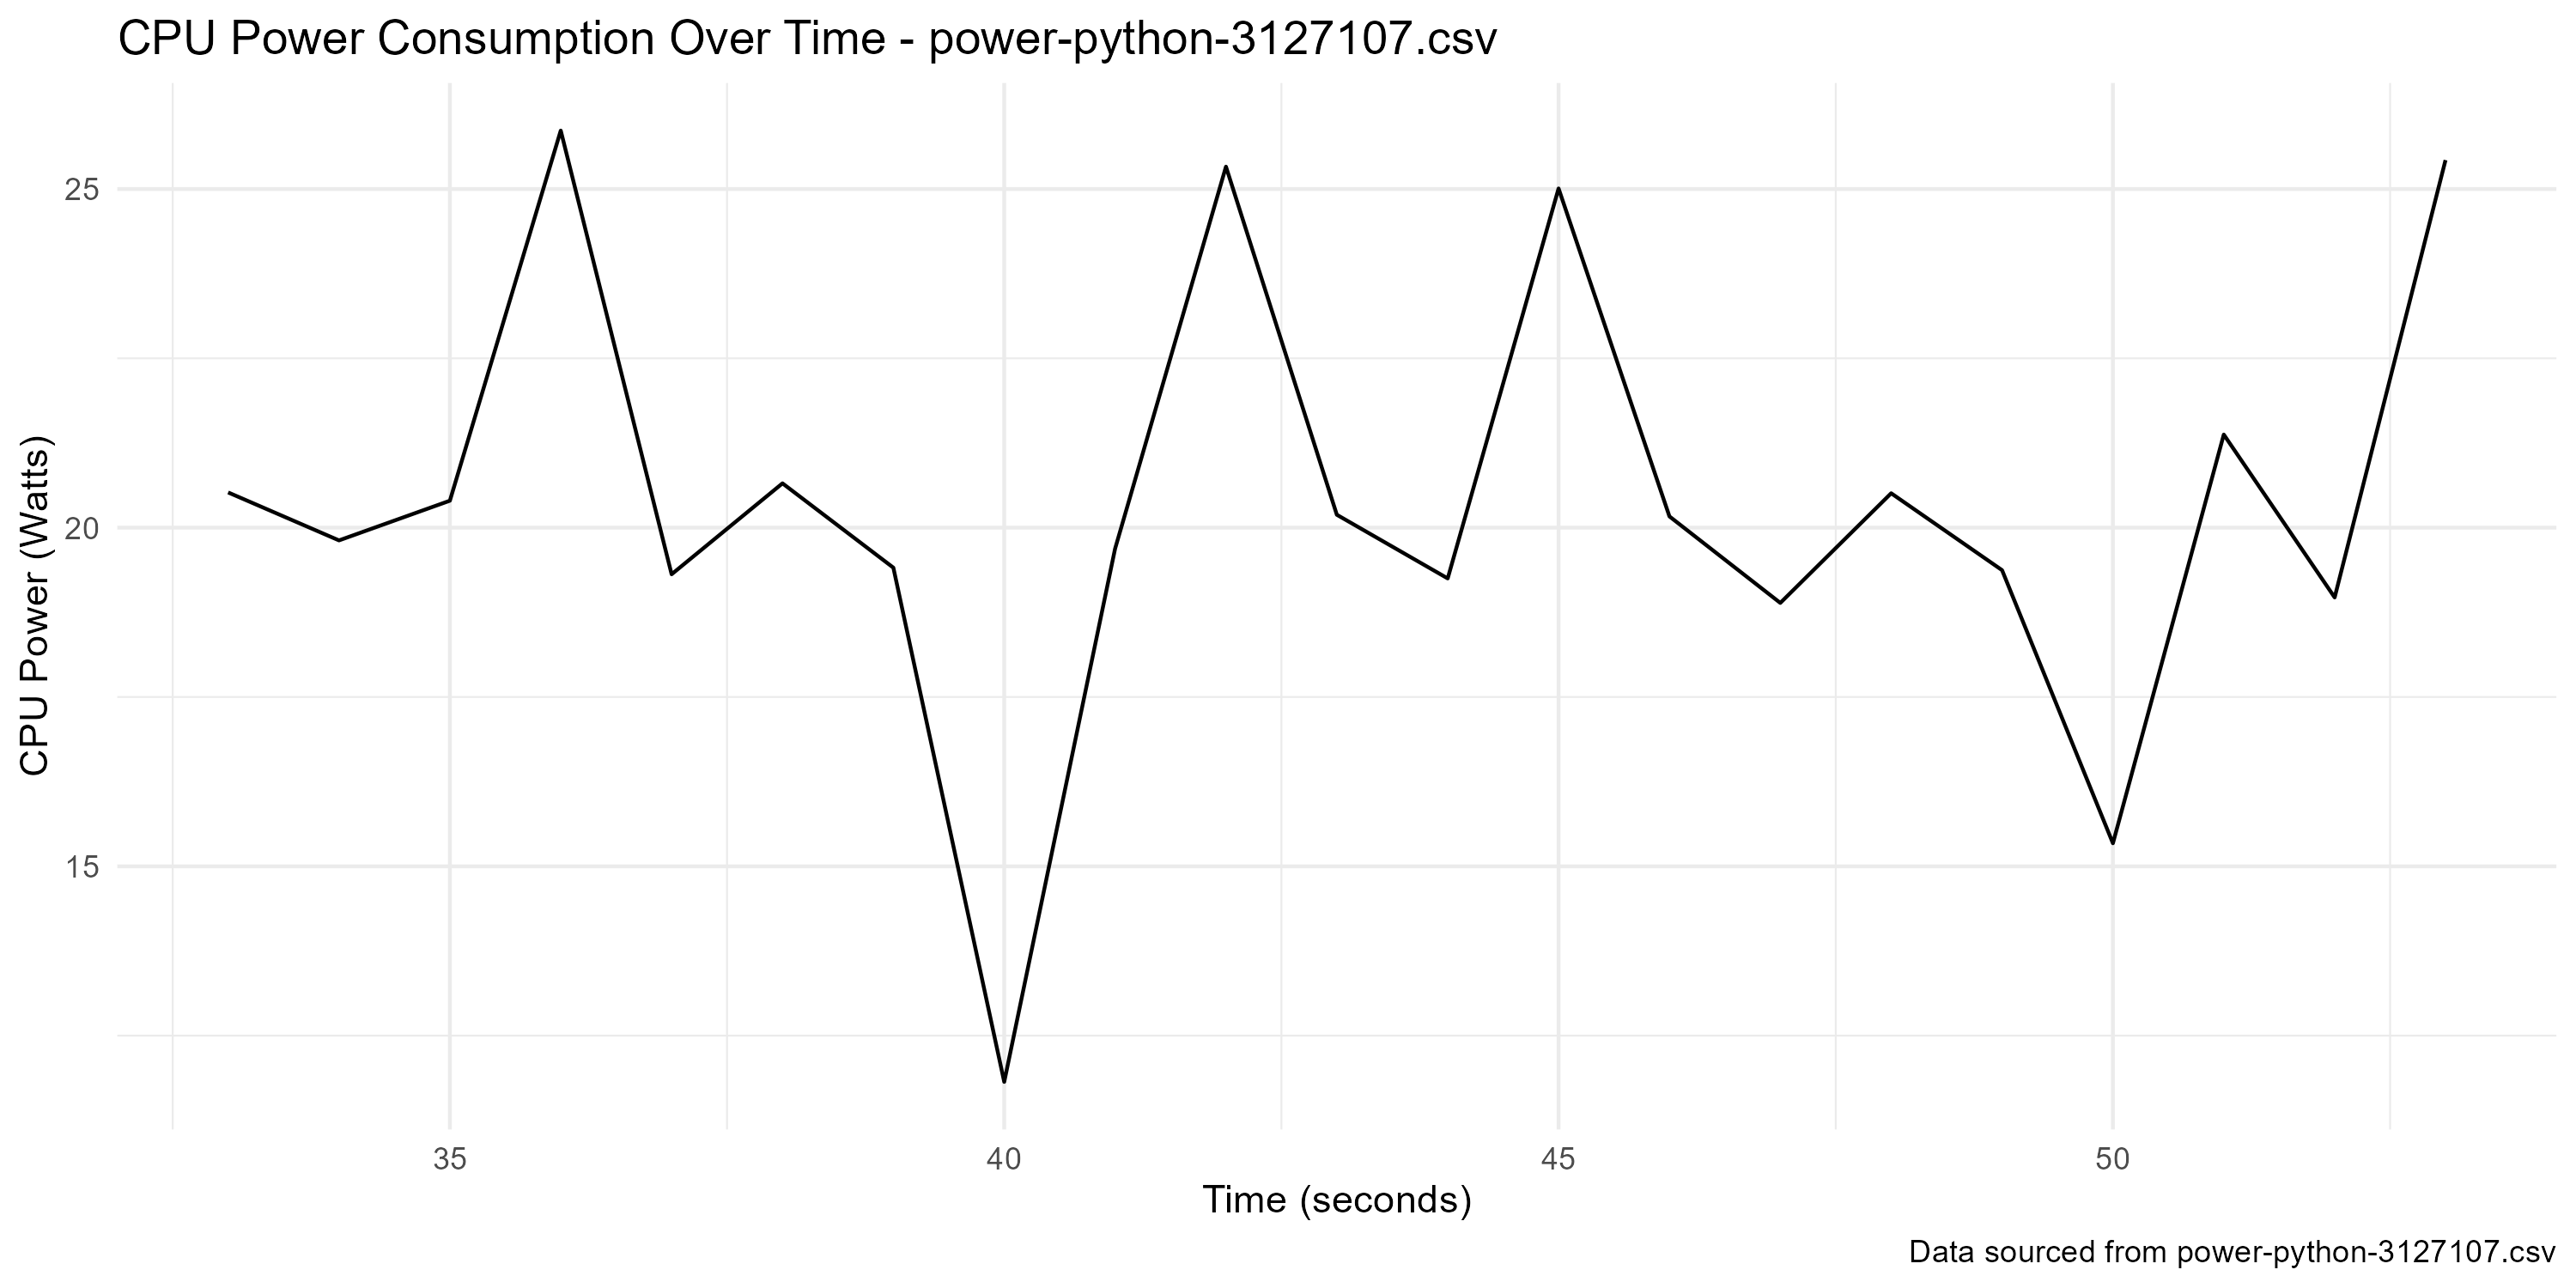 CPU Power Consumption Over Time - power-python-3127107.csv
CPU Power (Watts)
25
20
15
35
40
45
50
Time (seconds)
Data sourced from power-python-3127107.csv